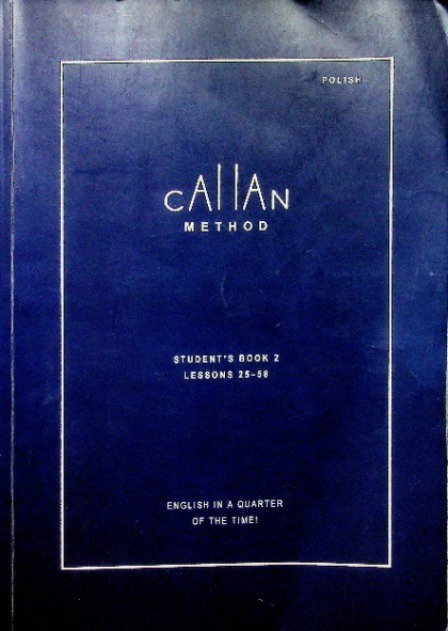 POLISH
CALLAN
METHOD
STUDENT'S BOOK 2
LESSONS 25-58
ENGLISH IN A QUARTER
OF THE TIME!